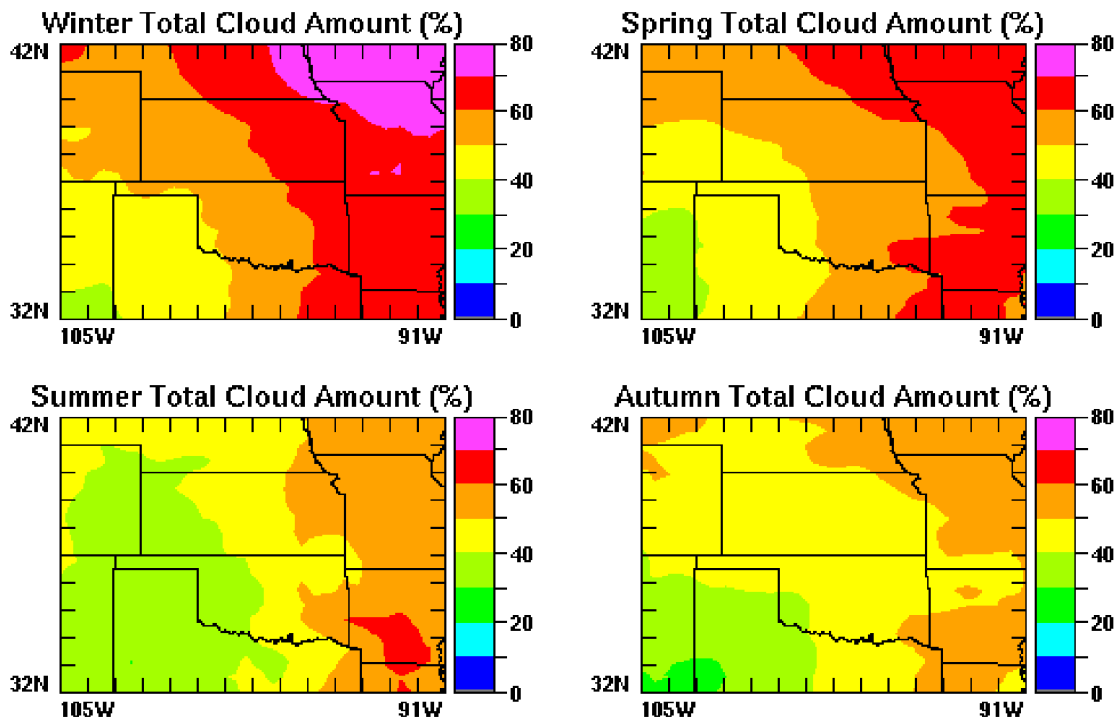 Winter Total Cloud Amount (%)
42N
32N
105W
91W
80
60
40
20
0
Spring Total Cloud Amount (%)
42N
32N
105W
91W
80
60
40
20
0
Summer Total Cloud Amount (%)
42N
32N
105W
91W
80
60
40
20
0
Autumn Total Cloud Amount (%)
42N
32N
105W
91W
80
60
40
20
0